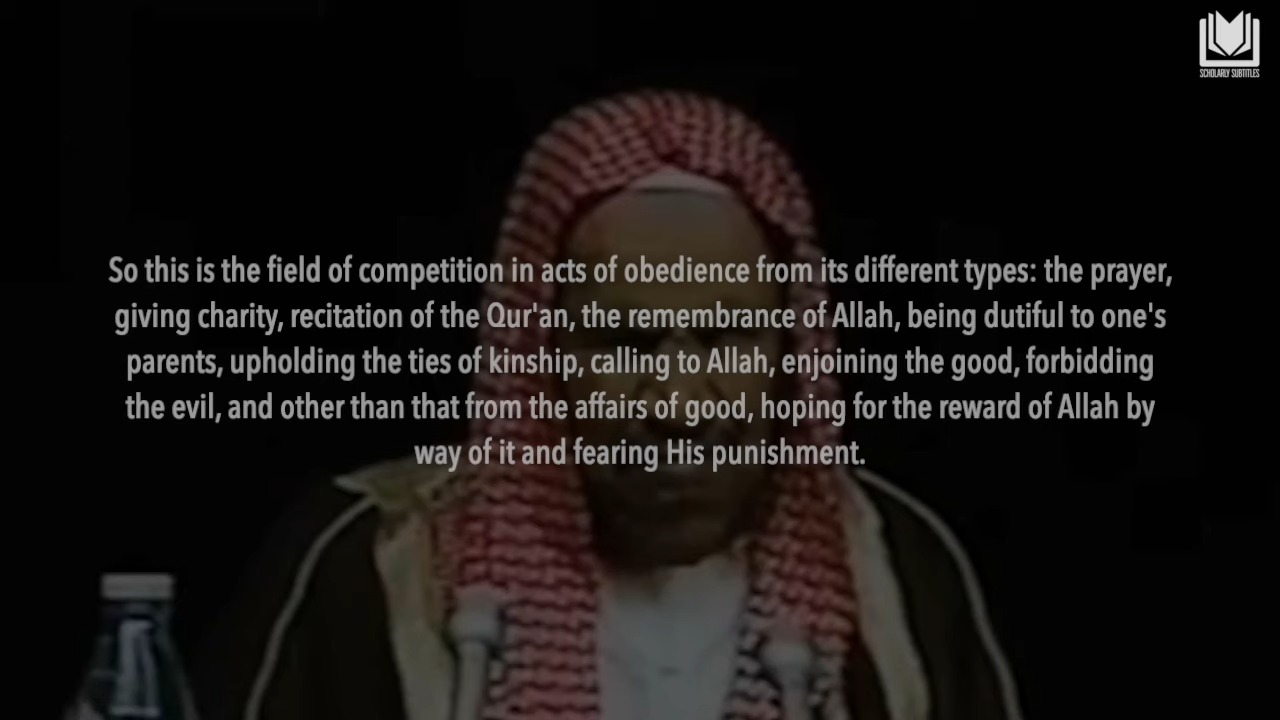 SCHOLARLY SUBTITLES
So this is the field of competition in acts of obedience from its different types: the prayer,
giving charity, recitation of the Qur'an, the remembrance of Allah, being dutiful to one's
parents, upholding the ties of kinship, calling to Allah, enjoining the good, forbidding
the evil, and other than that from the affairs of good, hoping for the reward of Allah by
way of it and fearing His punishment.